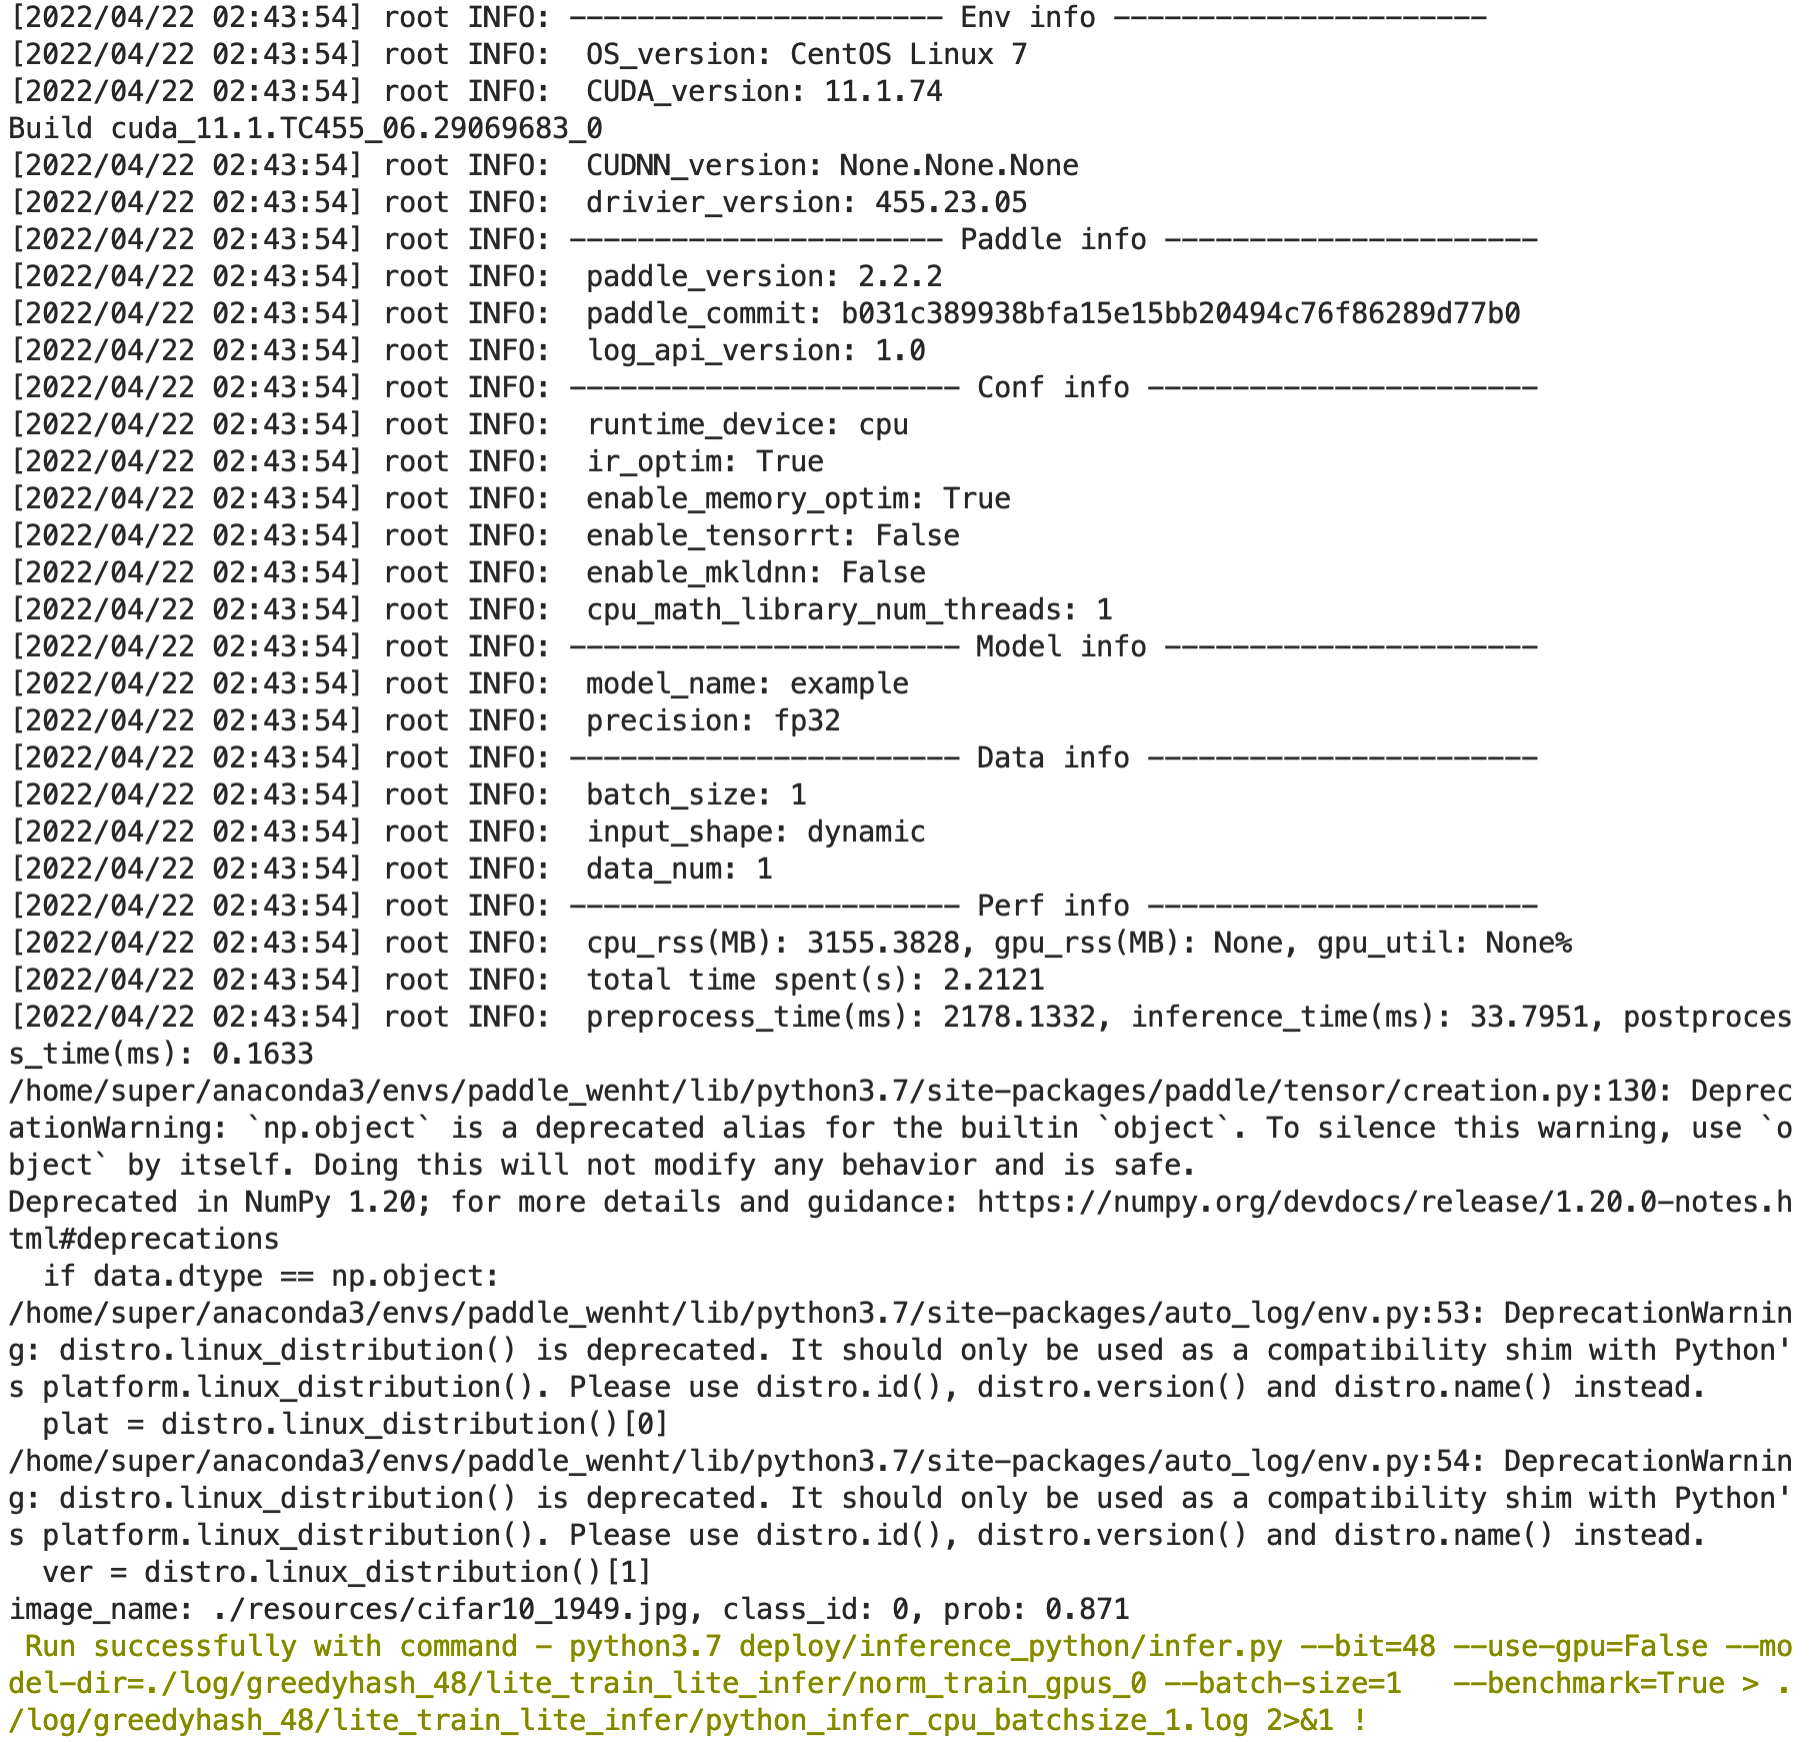 [2022/04/22 02:43:54] root INFO: ---------------------- Env info ----------------------
[2022/04/22 02:43:54] root INFO:  OS_version: CentOS Linux 7
[2022/04/22 02:43:54] root INFO:  CUDA_version: 11.1.74
Build cuda_11.1.TC455_06.29069683_0
[2022/04/22 02:43:54] root INFO:  CUDNN_version: None.None.None
[2022/04/22 02:43:54] root INFO:  drivier_version: 455.23.05
[2022/04/22 02:43:54] root INFO: ---------------------- Paddle info ----------------------
[2022/04/22 02:43:54] root INFO:  paddle_version: 2.2.2
[2022/04/22 02:43:54] root INFO:  paddle_commit: b031c389938bfa15e15bb20494c76f86289d77b0
[2022/04/22 02:43:54] root INFO:  log_api_version: 1.0
[2022/04/22 02:43:54] root INFO: ----------------------- Conf info -----------------------
[2022/04/22 02:43:54] root INFO:  runtime_device: cpu
[2022/04/22 02:43:54] root INFO:  ir_optim: True
[2022/04/22 02:43:54] root INFO:  enable_memory_optim: True
[2022/04/22 02:43:54] root INFO:  enable_tensorrt: False
[2022/04/22 02:43:54] root INFO:  enable_mkldnn: False
[2022/04/22 02:43:54] root INFO:  cpu_math_library_num_threads: 1
[2022/04/22 02:43:54] root INFO: ----------------------- Model info ----------------------
[2022/04/22 02:43:54] root INFO:  model_name: example
[2022/04/22 02:43:54] root INFO:  precision: fp32
[2022/04/22 02:43:54] root INFO: ----------------------- Data info -----------------------
[2022/04/22 02:43:54] root INFO:  batch_size: 1
[2022/04/22 02:43:54] root INFO:  input_shape: dynamic
[2022/04/22 02:43:54] root INFO:  data_num: 1
[2022/04/22 02:43:54] root INFO: ----------------------- Perf info -----------------------
[2022/04/22 02:43:54] root INFO:  cpu_rss(MB): 3155.3828, gpu_rss(MB): None, gpu_util: None%
[2022/04/22 02:43:54] root INFO:  total time spent(s): 2.2121
[2022/04/22 02:43:54] root INFO:  preprocess_time(ms): 2178.1332, inference_time(ms): 33.7951, postproces
s_time(ms): 0.1633
/home/super/anaconda3/envs/paddle_wenht/lib/python3.7/site-packages/paddle/tensor/creation.py:130: Deprec
ationWarning: `np.object` is a deprecated alias for the builtin `object`. To silence this warning, use `o
bject` by itself. Doing this will not modify any behavior and is safe.
Deprecated in NumPy 1.20; for more details and guidance: https://numpy.org/devdocs/release/1.20.0-notes.h
tml#deprecations
  if data.dtype == np.object:
/home/super/anaconda3/envs/paddle_wenht/lib/python3.7/site-packages/auto_log/env.py:53: DeprecationWarnin
g: distro.linux_distribution() is deprecated. It should only be used as a compatibility shim with Python'
s platform.linux_distribution(). Please use distro.id(), distro.version() and distro.name() instead.
  plat = distro.linux_distribution()[0]
/home/super/anaconda3/envs/paddle_wenht/lib/python3.7/site-packages/auto_log/env.py:54: DeprecationWarnin
g: distro.linux_distribution() is deprecated. It should only be used as a compatibility shim with Python'
s platform.linux_distribution(). Please use distro.id(), distro.version() and distro.name() instead.
  ver = distro.linux_distribution()[1]
image_name: ./resources/cifar10_1949.jpg, class_id: 0, prob: 0.871
 Run successfully with command - python3.7 deploy/inference_python/infer.py --bit=48 --use-gpu=False --mo
del-dir=./log/greedyhash_48/lite_train_lite_infer/norm_train_gpus_0 --batch-size=1   --benchmark=True > .
/log/greedyhash_48/lite_train_lite_infer/python_infer_cpu_batchsize_1.log 2>&1 !